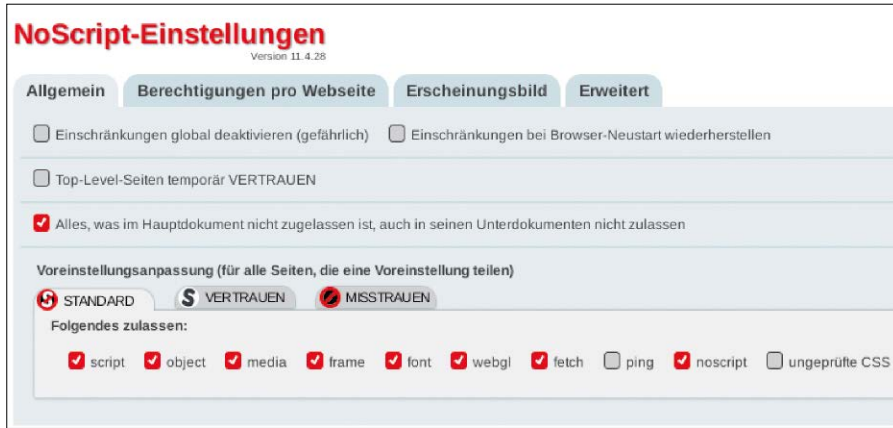 NoScript-Einstellungen
Version 11.4.28
Allgemein Berechtigungen pro Webseite Erscheinungsbild Erweitert
Einschränkungen global deaktivieren (gefährlich) Einschränkungen bei Browser-Neustart wiederherstellen
Top-Level-Seiten temporär VERTRAUEN
Alles, was im Hauptdokument nicht zugelassen ist, auch in seinen Unterdokumenten nicht zulassen
Voreinstellungsanpassung (für alle Seiten, die eine Voreinstellung teilen)
STANDARD VERTRAUEN MISSTRAUEN
Folgendes zulassen:
script object media frame font webgl fetch ping noscript ungeprüfte CSS